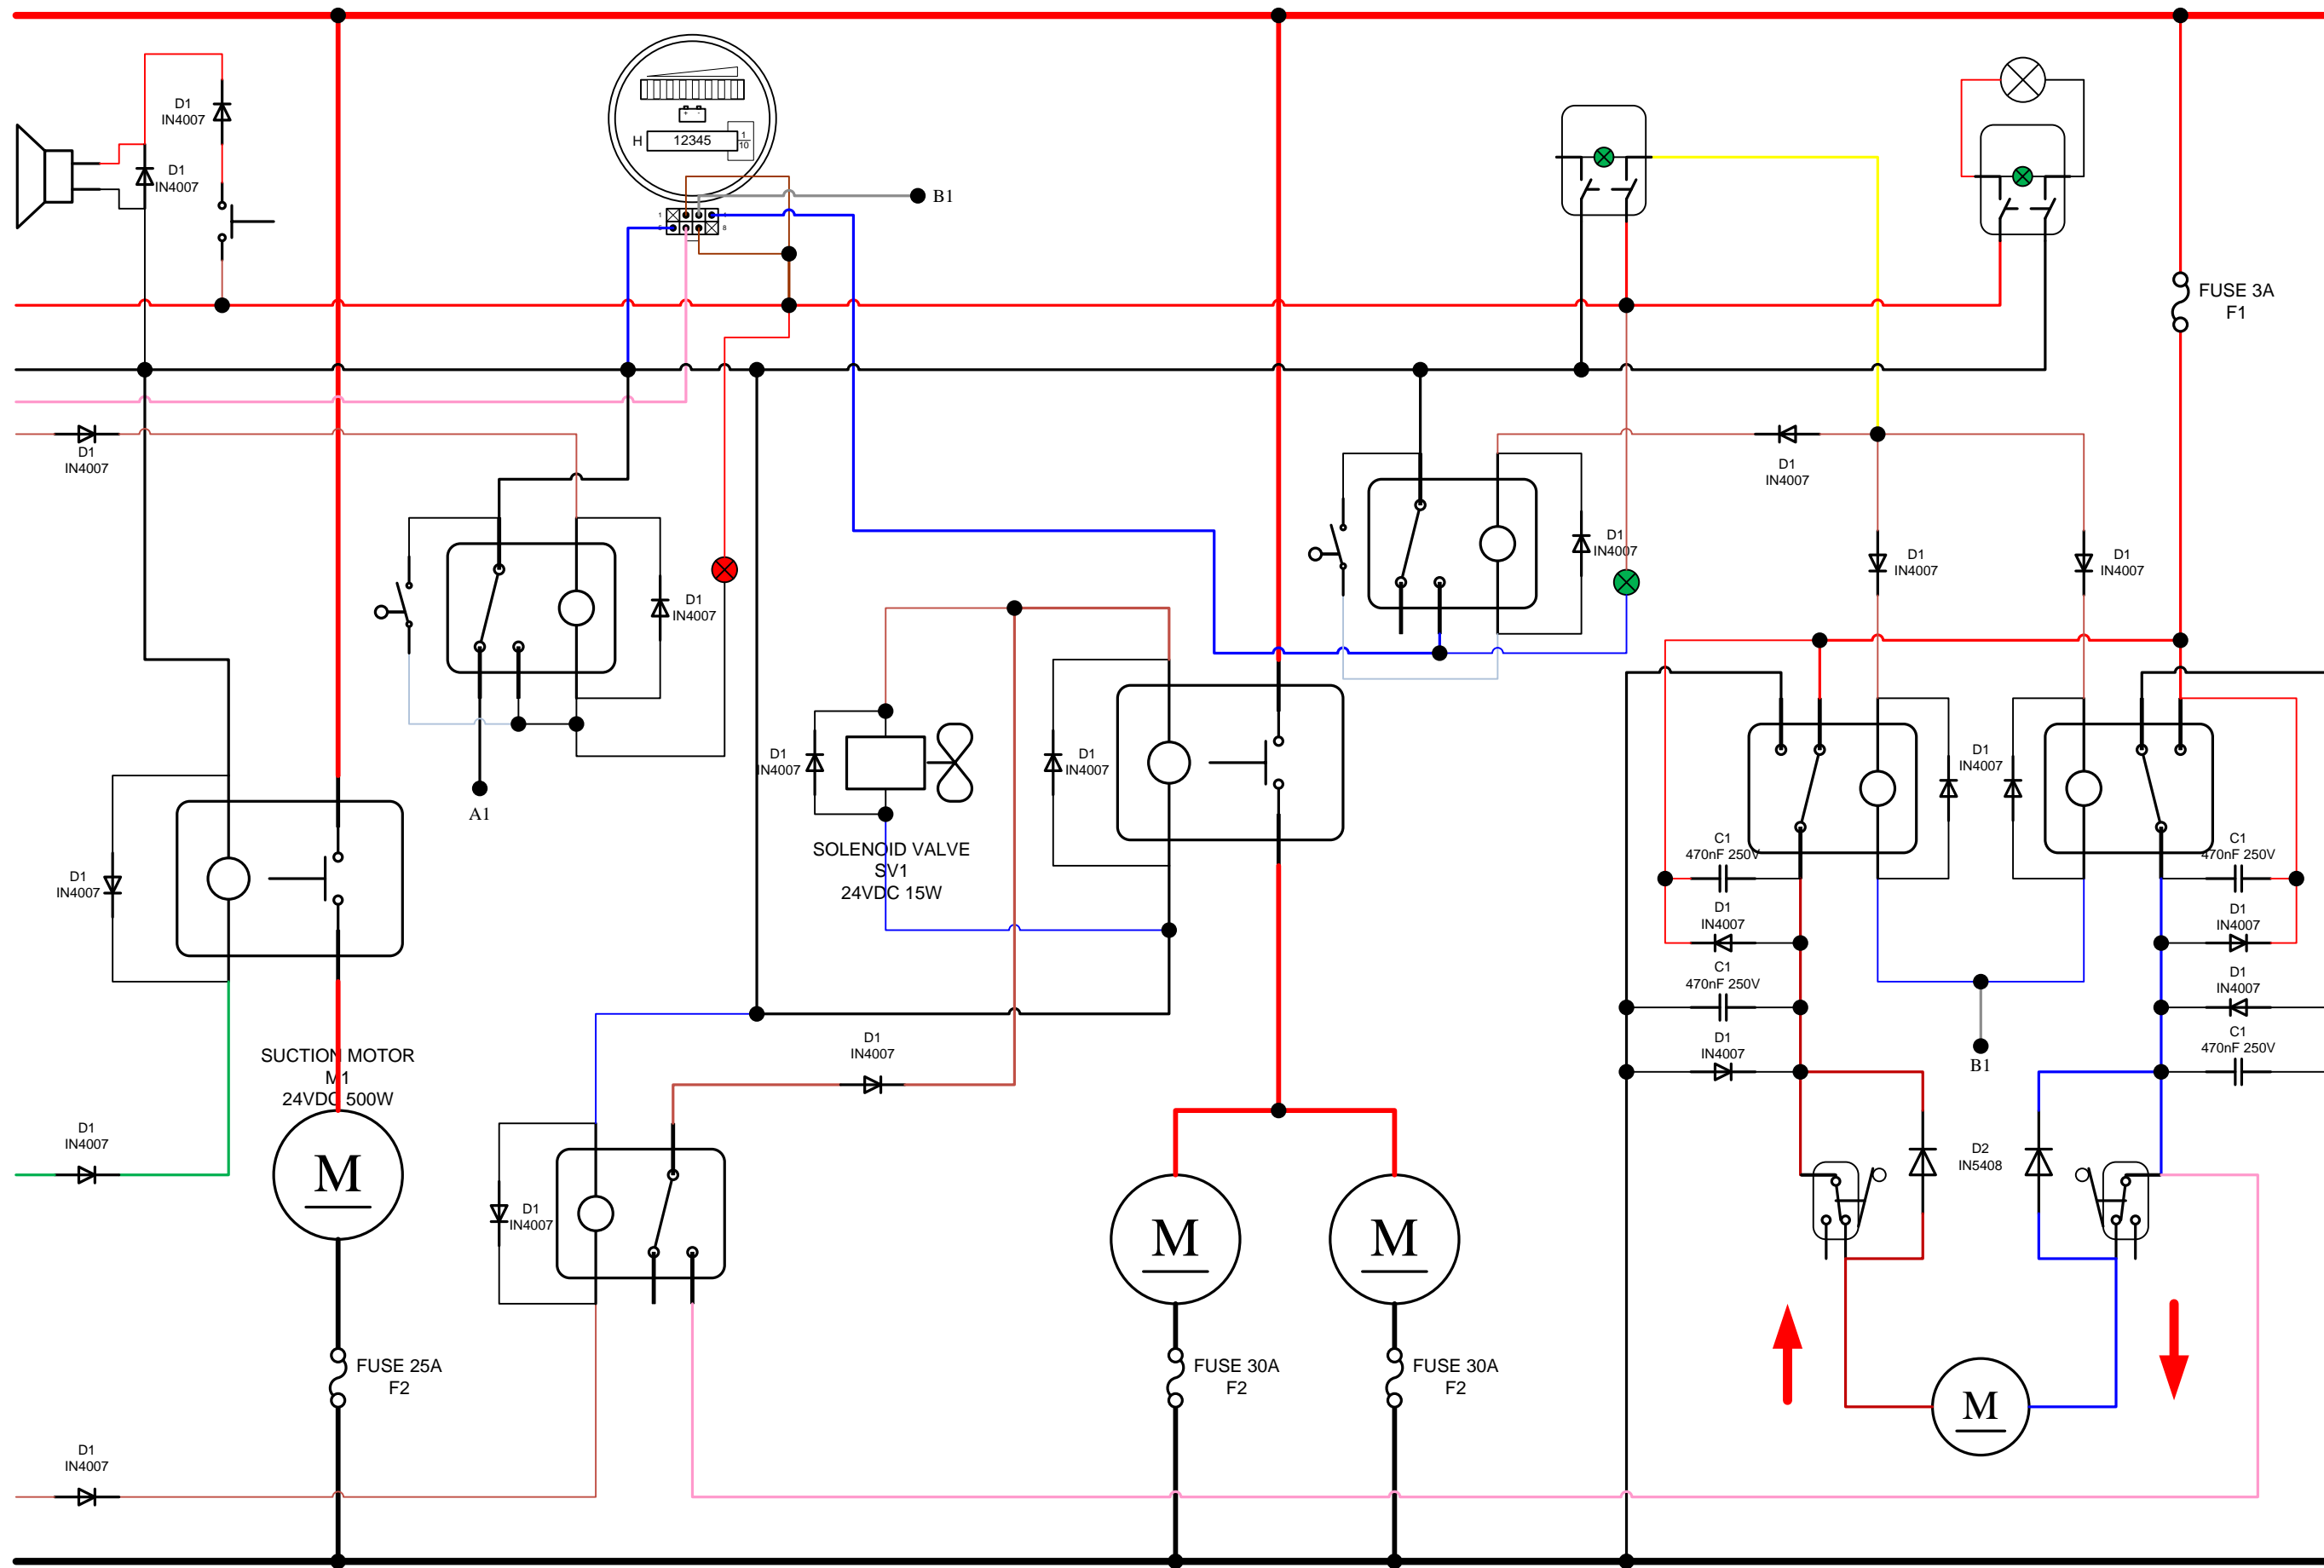 D1
IN4007
D1
IN4007
H
12345
1
10
+ -
1
4
8
B1
FUSE 3A
F1
D1
IN4007
D1
IN4007
D1
IN4007
D1
IN4007
D1
IN4007
D1
IN4007
A1
D1
IN4007
SOLENOID VALVE
SV1
24VDC 15W
D1
IN4007
D1
IN4007
D1
IN4007
C1
470nF 250V
C1
470nF 250V
D1
IN4007
D1
IN4007
C1
470nF 250V
D1
IN4007
D1
IN4007
C1
470nF 250V
B1
SUCTION MOTOR
M1
24VDC 500W
D1
IN4007
D1
IN4007
M
D1
IN4007
D2
IN5408
M
M
FUSE 25A
F2
FUSE 30A
F2
FUSE 30A
F2
M
D1
IN4007